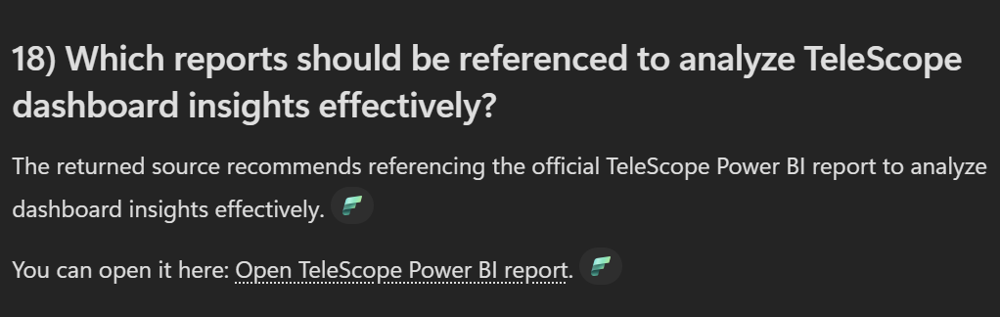 18) Which reports should be referenced to analyze TeleScope
dashboard insights effectively?
The returned source recommends referencing the official TeleScope Power BI report to analyze
dashboard insights effectively.
You can open it here: Open TeleScope Power BI report.